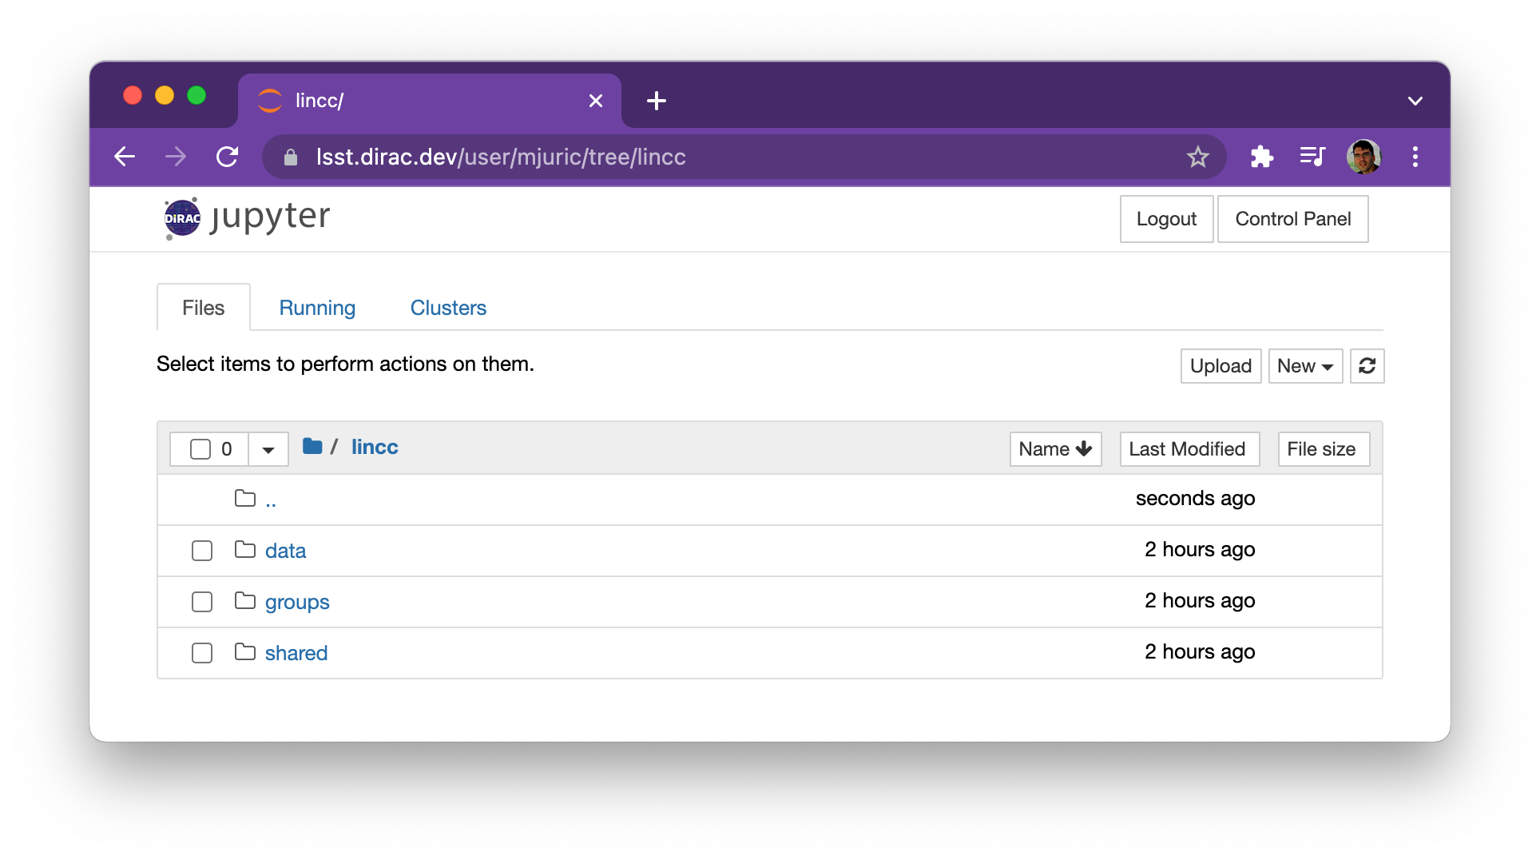 lincc/
lsst.dirac.dev/user/mjuric/tree/lincc
DiRAC jupyter Logout Control Panel
Files Running Clusters
Select items to perform actions on them. Upload New
0 / lincc Name Last Modified File size
.. seconds ago
data 2 hours ago
groups 2 hours ago
shared 2 hours ago